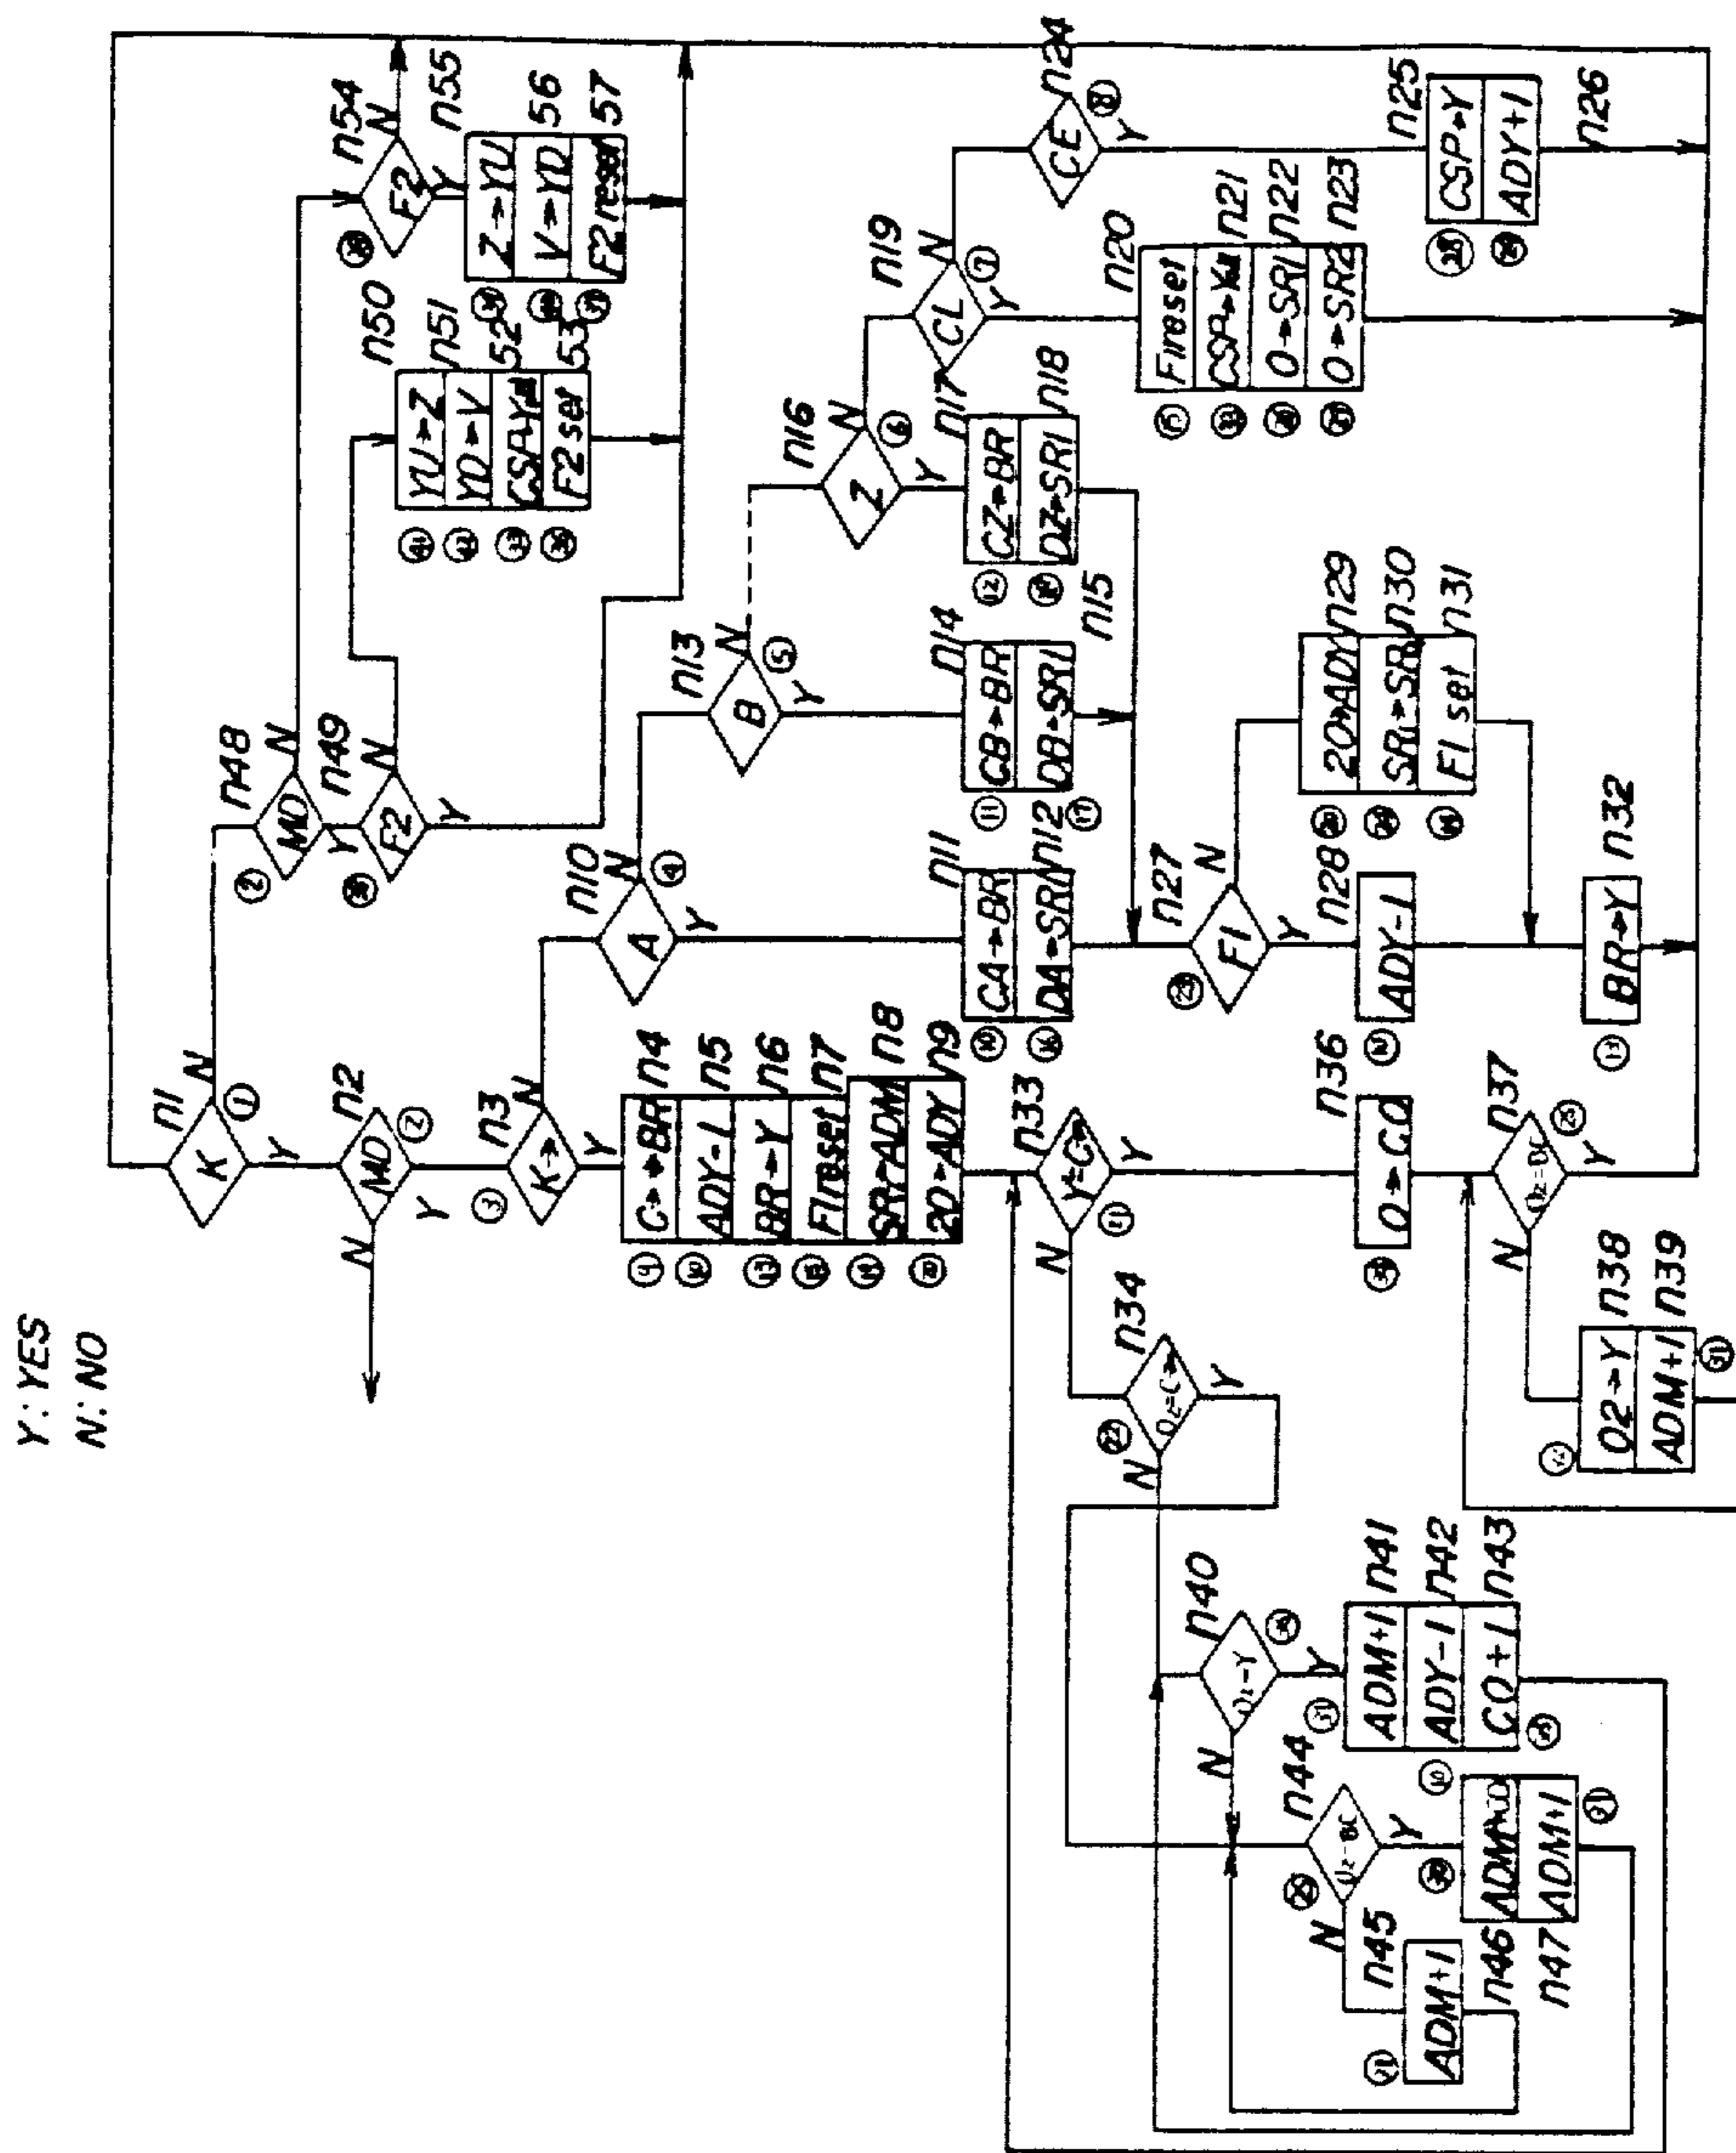 Y: YES
N: NO
n1
K
N
Y
n2
MD
N
Y
n3
K→
N
Y
C→→BR n4
ADY-1 n5
BR→Y n6
F1reset n7
SR1→ADM n8
20→ADY n9
n10
A
N
Y
n11
CA→BR
DA→SR1 n12
n13
B
N
Y
n14
CB→BR
DB→SR1
n15
n16
Z
N
Y
n17
CZ→BR
DZ→SR1 n18
n19
CL
N
Y
n20
F1reset
CSP→Yall n21
0→SR1 n22
0→SR2 n23
n24
CE
Y
n25
CSP→Y
ADY+1
n26
n27
F1
N
Y
n28
ADY-1
20→ADY n29
n30
F1 set n31
BR→Y n32
n33
Y=C→
N
Y
n34
N
Y
n36
0→CO
n37
N
Y
O2→Y n38
ADM+1 n39
n40
N
Y
ADM+1 n41
ADY-1 n42
CO+1 n43
n44
N
Y
n45
ADM+1
n46
n47
ADM+1
n48
MD
N
Y
n49
F2
N
Y
n50
YU→Z
YD→V n51
52
F2 set 53
n54
F2
N
Y
n55
Z→YU
V→YD 56
F2 reset 57